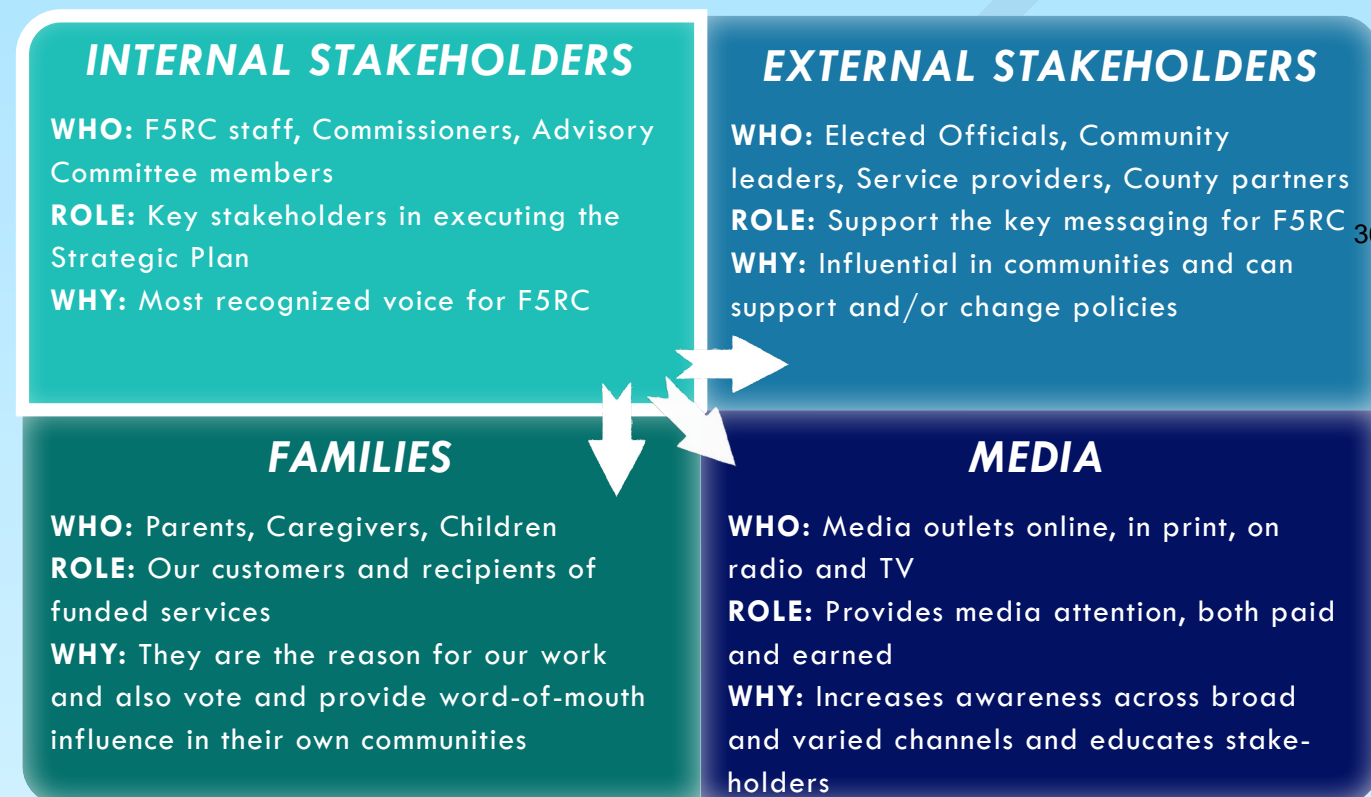 INTERNAL STAKEHOLDERS
WHO: F5RC staff, Commissioners, Advisory
Committee members
ROLE: Key stakeholders in executing the
Strategic Plan
WHY: Most recognized voice for F5RC
EXTERNAL STAKEHOLDERS
WHO: Elected Officials, Community
leaders, Service providers, County partners
ROLE: Support the key messaging for F5RC
WHY: Influential in communities and can
support and/or change policies
FAMILIES
WHO: Parents, Caregivers, Children
ROLE: Our customers and recipients of
funded services
WHY: They are the reason for our work
and also vote and provide word-of-mouth
influence in their own communities
MEDIA
WHO: Media outlets online, in print, on
radio and TV
ROLE: Provides media attention, both paid
and earned
WHY: Increases awareness across broad
and varied channels and educates stake-
holders